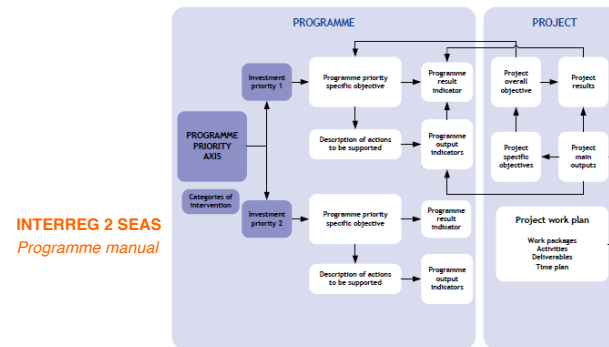 PROGRAMME
PROJECT
Investment
priority 1
Programme priority
specific objective
Programme
result
indicator
Project
overall
objective
Project
results
PROGRAMME
PRIORITY
AXIS
Description of actions
to be supported
Programme
output
indicators
Project
specific
objectives
Project
main
outputs
Categories of
intervention
Investment
priority 2
Programme priority
specific objective
Programme
result
indicator
Description of actions
to be supported
Programme
output
indicators
Project work plan
Work packages
Activities
Deliverables
Time plan
INTERREG 2 SEAS
Programme manual